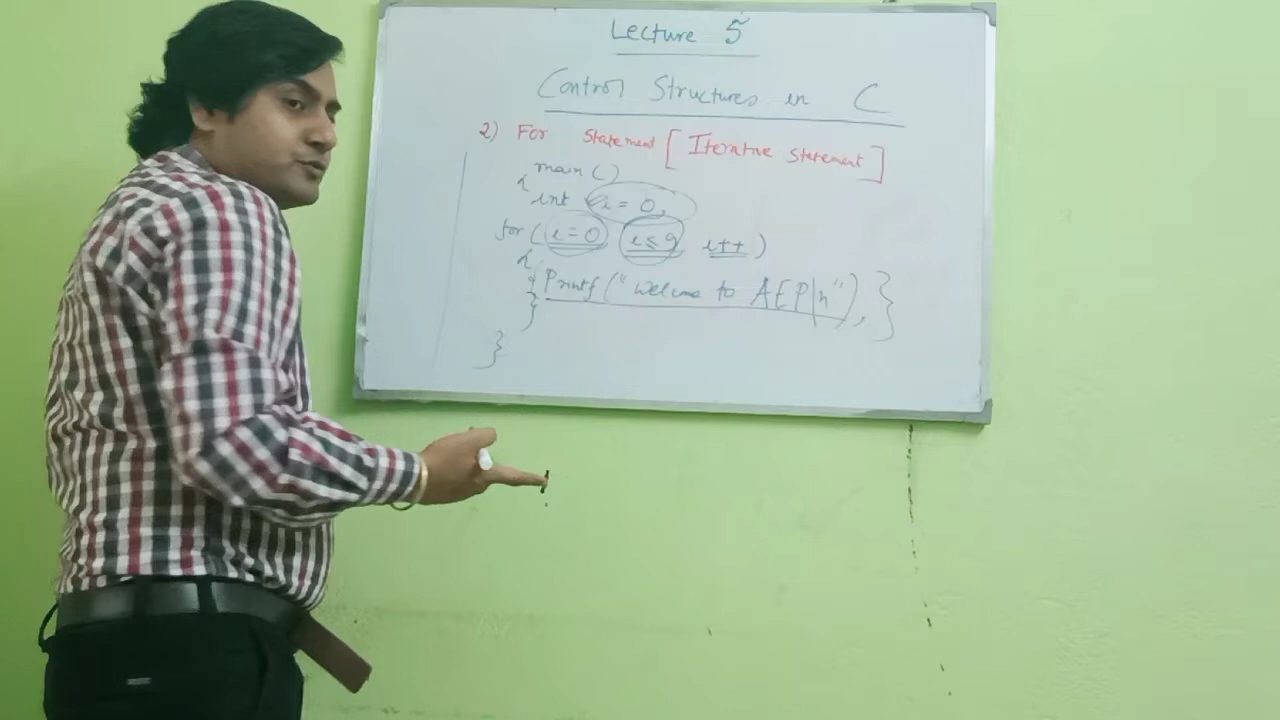 Lecture 5
Control Structures in C
2) For Statement [Iterative Statement]
main()
{
int i=0,
for (i=0 i≤9 i++)
{
{ Printf("Welcome to AEP\n"), }
}
}